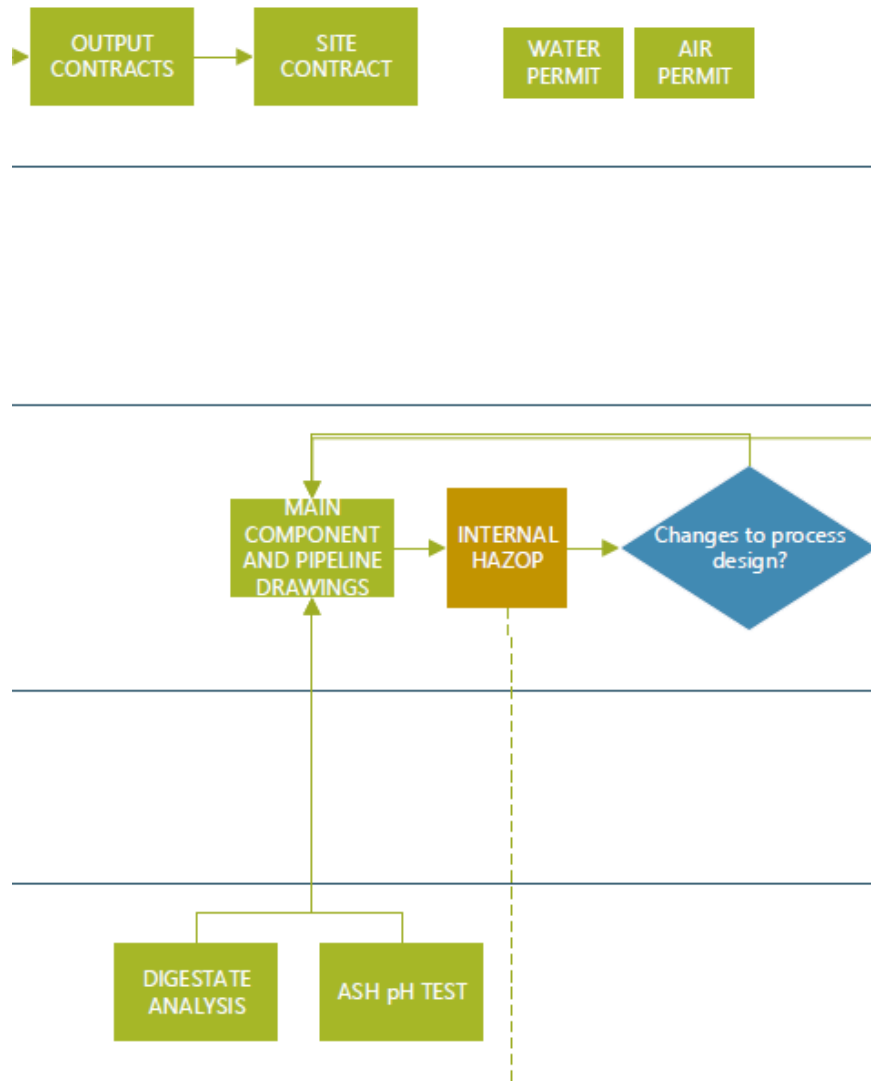 OUTPUT
CONTRACTS
SITE
CONTRACT
WATER
PERMIT
AIR
PERMIT
MAIN
COMPONENT
AND PIPELINE
DRAWINGS
INTERNAL
HAZOP
Changes to process
design?
DIGESTATE
ANALYSIS
ASH pH TEST